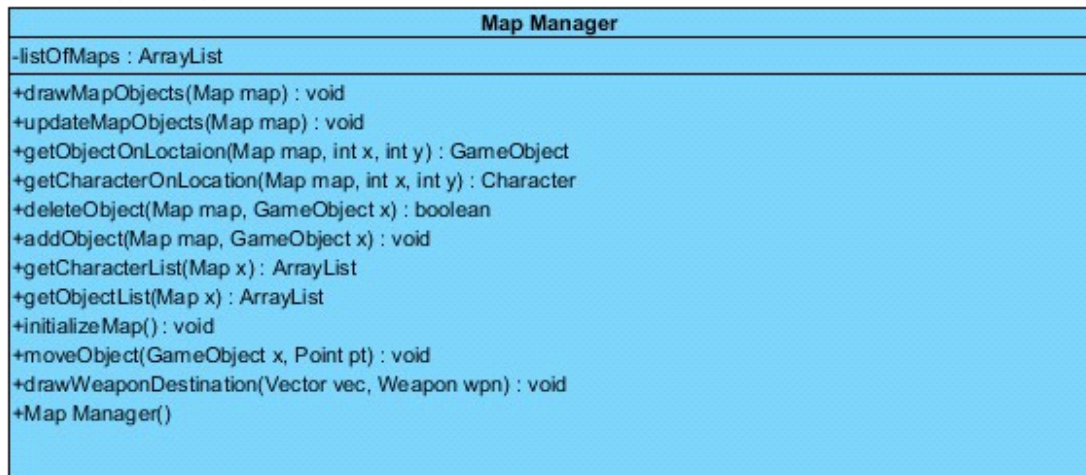 Map Manager
-listOfMaps : ArrayList
+drawMapObjects(Map map) : void
+updateMapObjects(Map map) : void
+getObjectOnLoctaion(Map map, int x, int y) : GameObject
+getCharacterOnLocation(Map map, int x, int y) : Character
+deleteObject(Map map, GameObject x) : boolean
+addObject(Map map, GameObject x) : void
+getCharacterList(Map x) : ArrayList
+getObjectList(Map x) : ArrayList
+initializeMap() : void
+moveObject(GameObject x, Point pt) : void
+drawWeaponDestination(Vector vec, Weapon wpn) : void
+Map Manager()